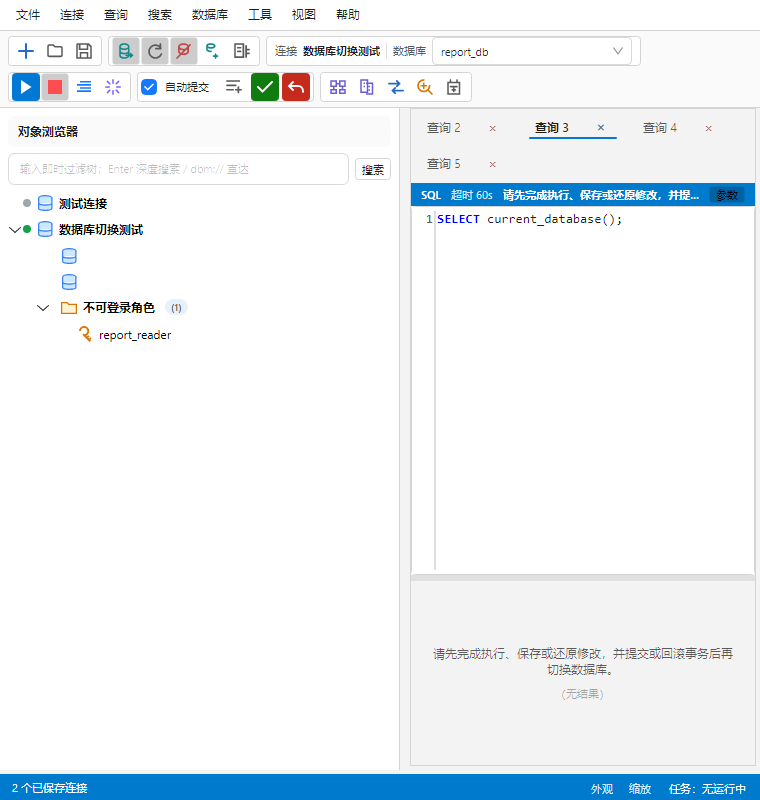 文件 连接 查询 搜索 数据库 工具 视图 帮助
连接 数据库切换测试 数据库 report_db
自动提交
对象浏览器
输入即时过滤树；Enter 深度搜索 / dbm:// 直达 搜索
测试连接
数据库切换测试
不可登录角色 (1)
report_reader
查询 2 × 查询 3 × 查询 4 ×
查询 5 ×
SQL 超时 60s 请先完成执行、保存或还原修改，并提... 参数
1 SELECT current_database();
请先完成执行、保存或还原修改，并提交或回滚事务后再
切换数据库。
(无结果)
2 个已保存连接 外观 缩放 任务：无运行中